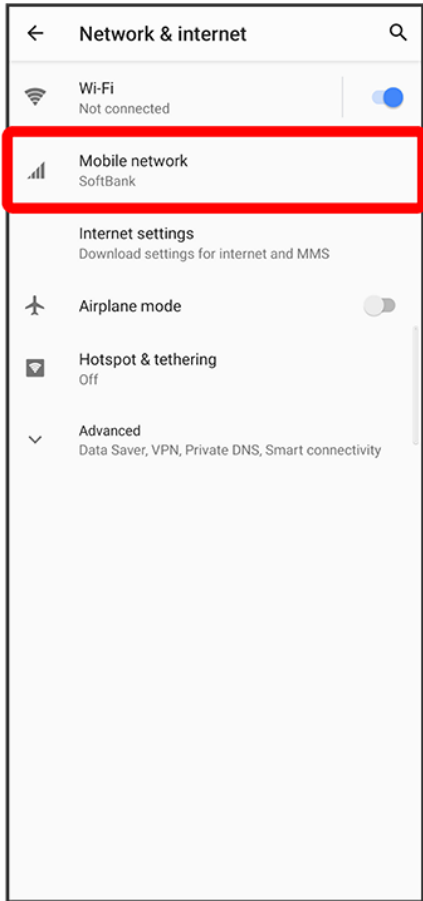 Network & internet
Wi-Fi
Not connected
Mobile network
SoftBank
Internet settings
Download settings for internet and MMS
Airplane mode
Hotspot & tethering
Off
Advanced
Data Saver, VPN, Private DNS, Smart connectivity